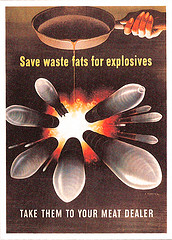 Save waste fats for explosives
TAKE THEM TO YOUR MEAT DEALER